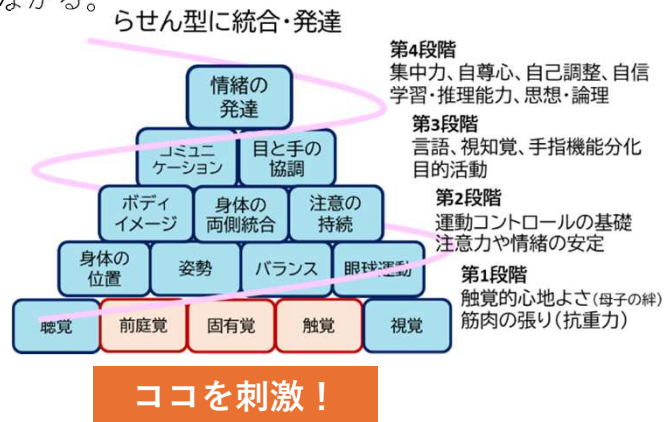 ながる。
らせん型に統合・発達
第4段階
集中力、自尊心、自己調整、自信
学習・推理能力、思想・論理
第3段階
言語、視知覚、手指機能分化
目的活動
第2段階
運動コントロールの基礎
注意力や情緒の安定
第1段階
触覚的心地よさ(母子の絆)
筋肉の張り(抗重力)
情緒の
発達
コミュニ
ケーション
目と手の
協調
ボディ
イメージ
身体の
両側統合
注意の
持続
身体の
位置
姿勢
バランス
眼球運動
聴覚
前庭覚
固有覚
触覚
視覚
ココを刺激！